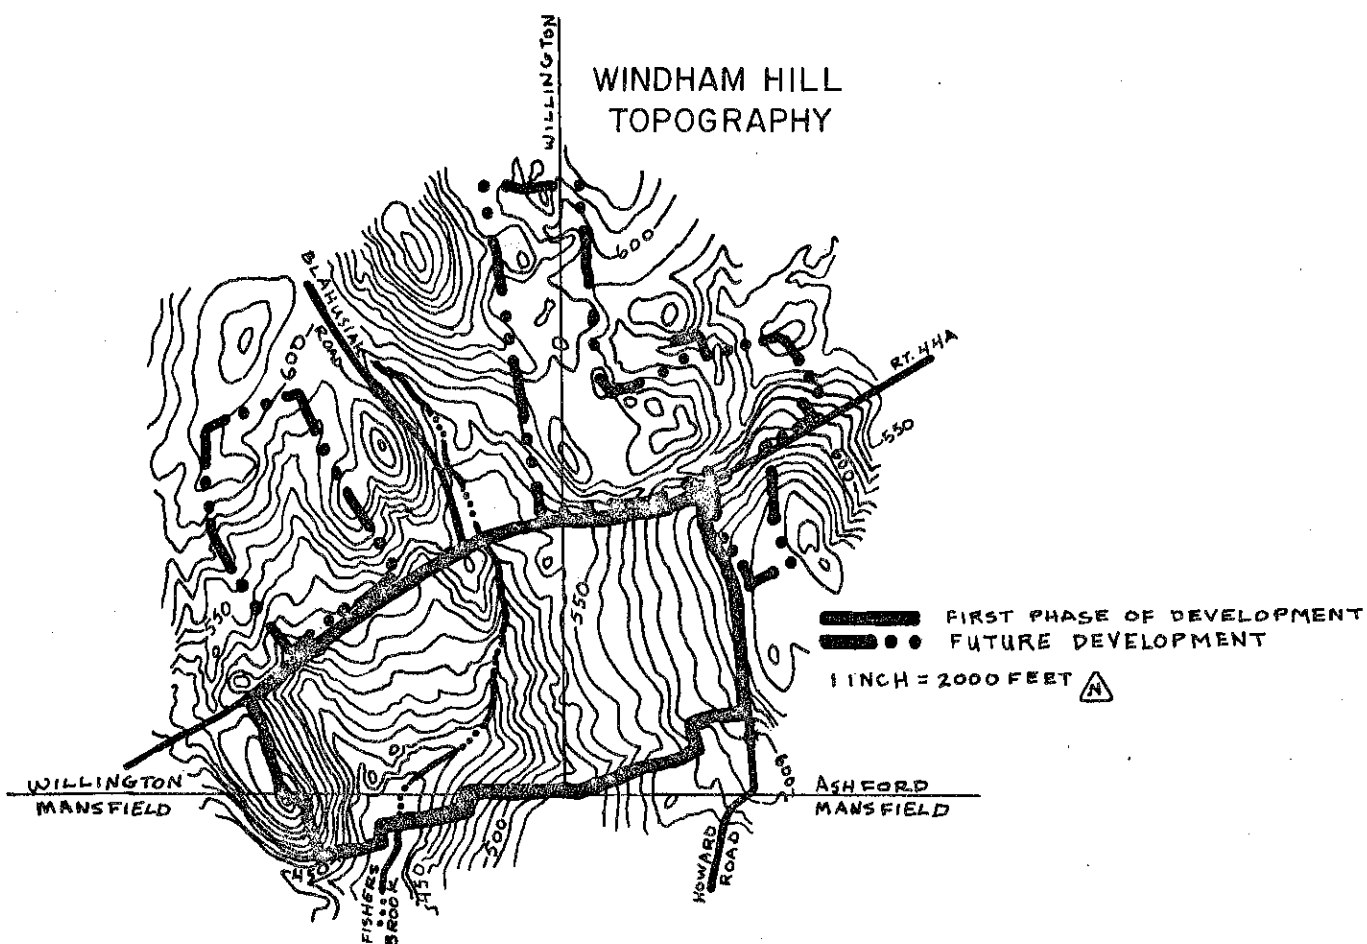 WINDHAM HILL
TOPOGRAPHY
WILLINGTON
600
BLAHUSIAK
ROAD
600
RT. 44A
550
600
550
550
FIRST PHASE OF DEVELOPMENT
FUTURE DEVELOPMENT
1 INCH = 2000 FEET N
WILLINGTON
MANSFIELD
ASHFORD
MANSFIELD
600
500
450
450
HOWARD
ROAD
FISHERS
BROOK